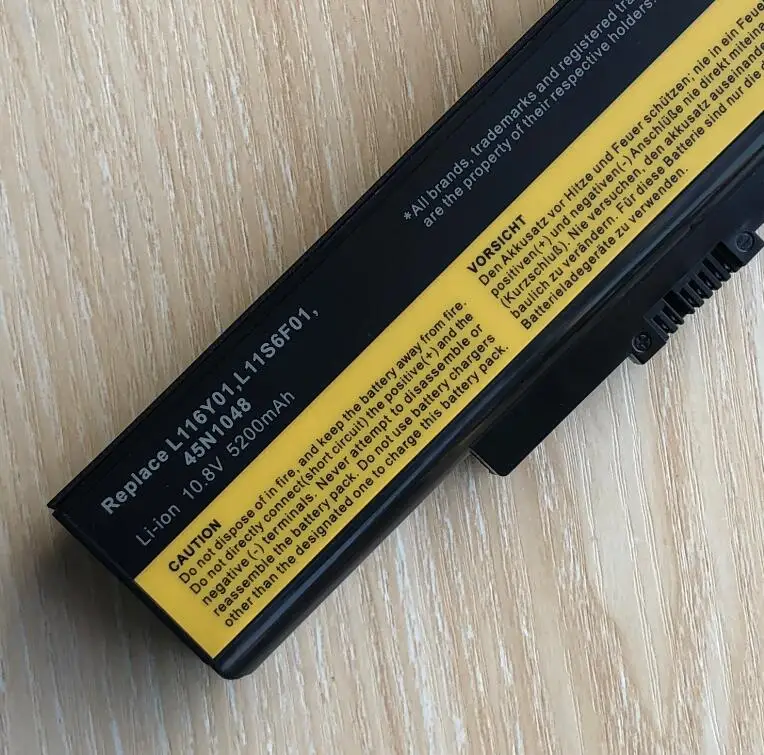 Replace L116Y01,L11S6F01,
45N1048
Li-ion 10.8V 5200mAh
*All brands, trademarks and registered
are the property of their respective holders.
CAUTION
Do not dispose of in fire, and keep the battery away from fire.
Do not directly connect(short circuit) the positive(+) and the
negative (-) terminals. Never attempt to disassemble or
reassemble the battery pack. Do not use battery chargers
other than the designated one to charge this battery pack.
VORSICHT
Den Akkusatz vor Hitze und Feuer schützen; nie in ein Feuer
positiven(+) und negativen(-) Anschlüße nie direkt
(Kurzschluß). Nie versuchen, den akkusatz
baulich zu verändern. Für diese Batterie sind nur die
Batterieladegeräte zu verwenden.